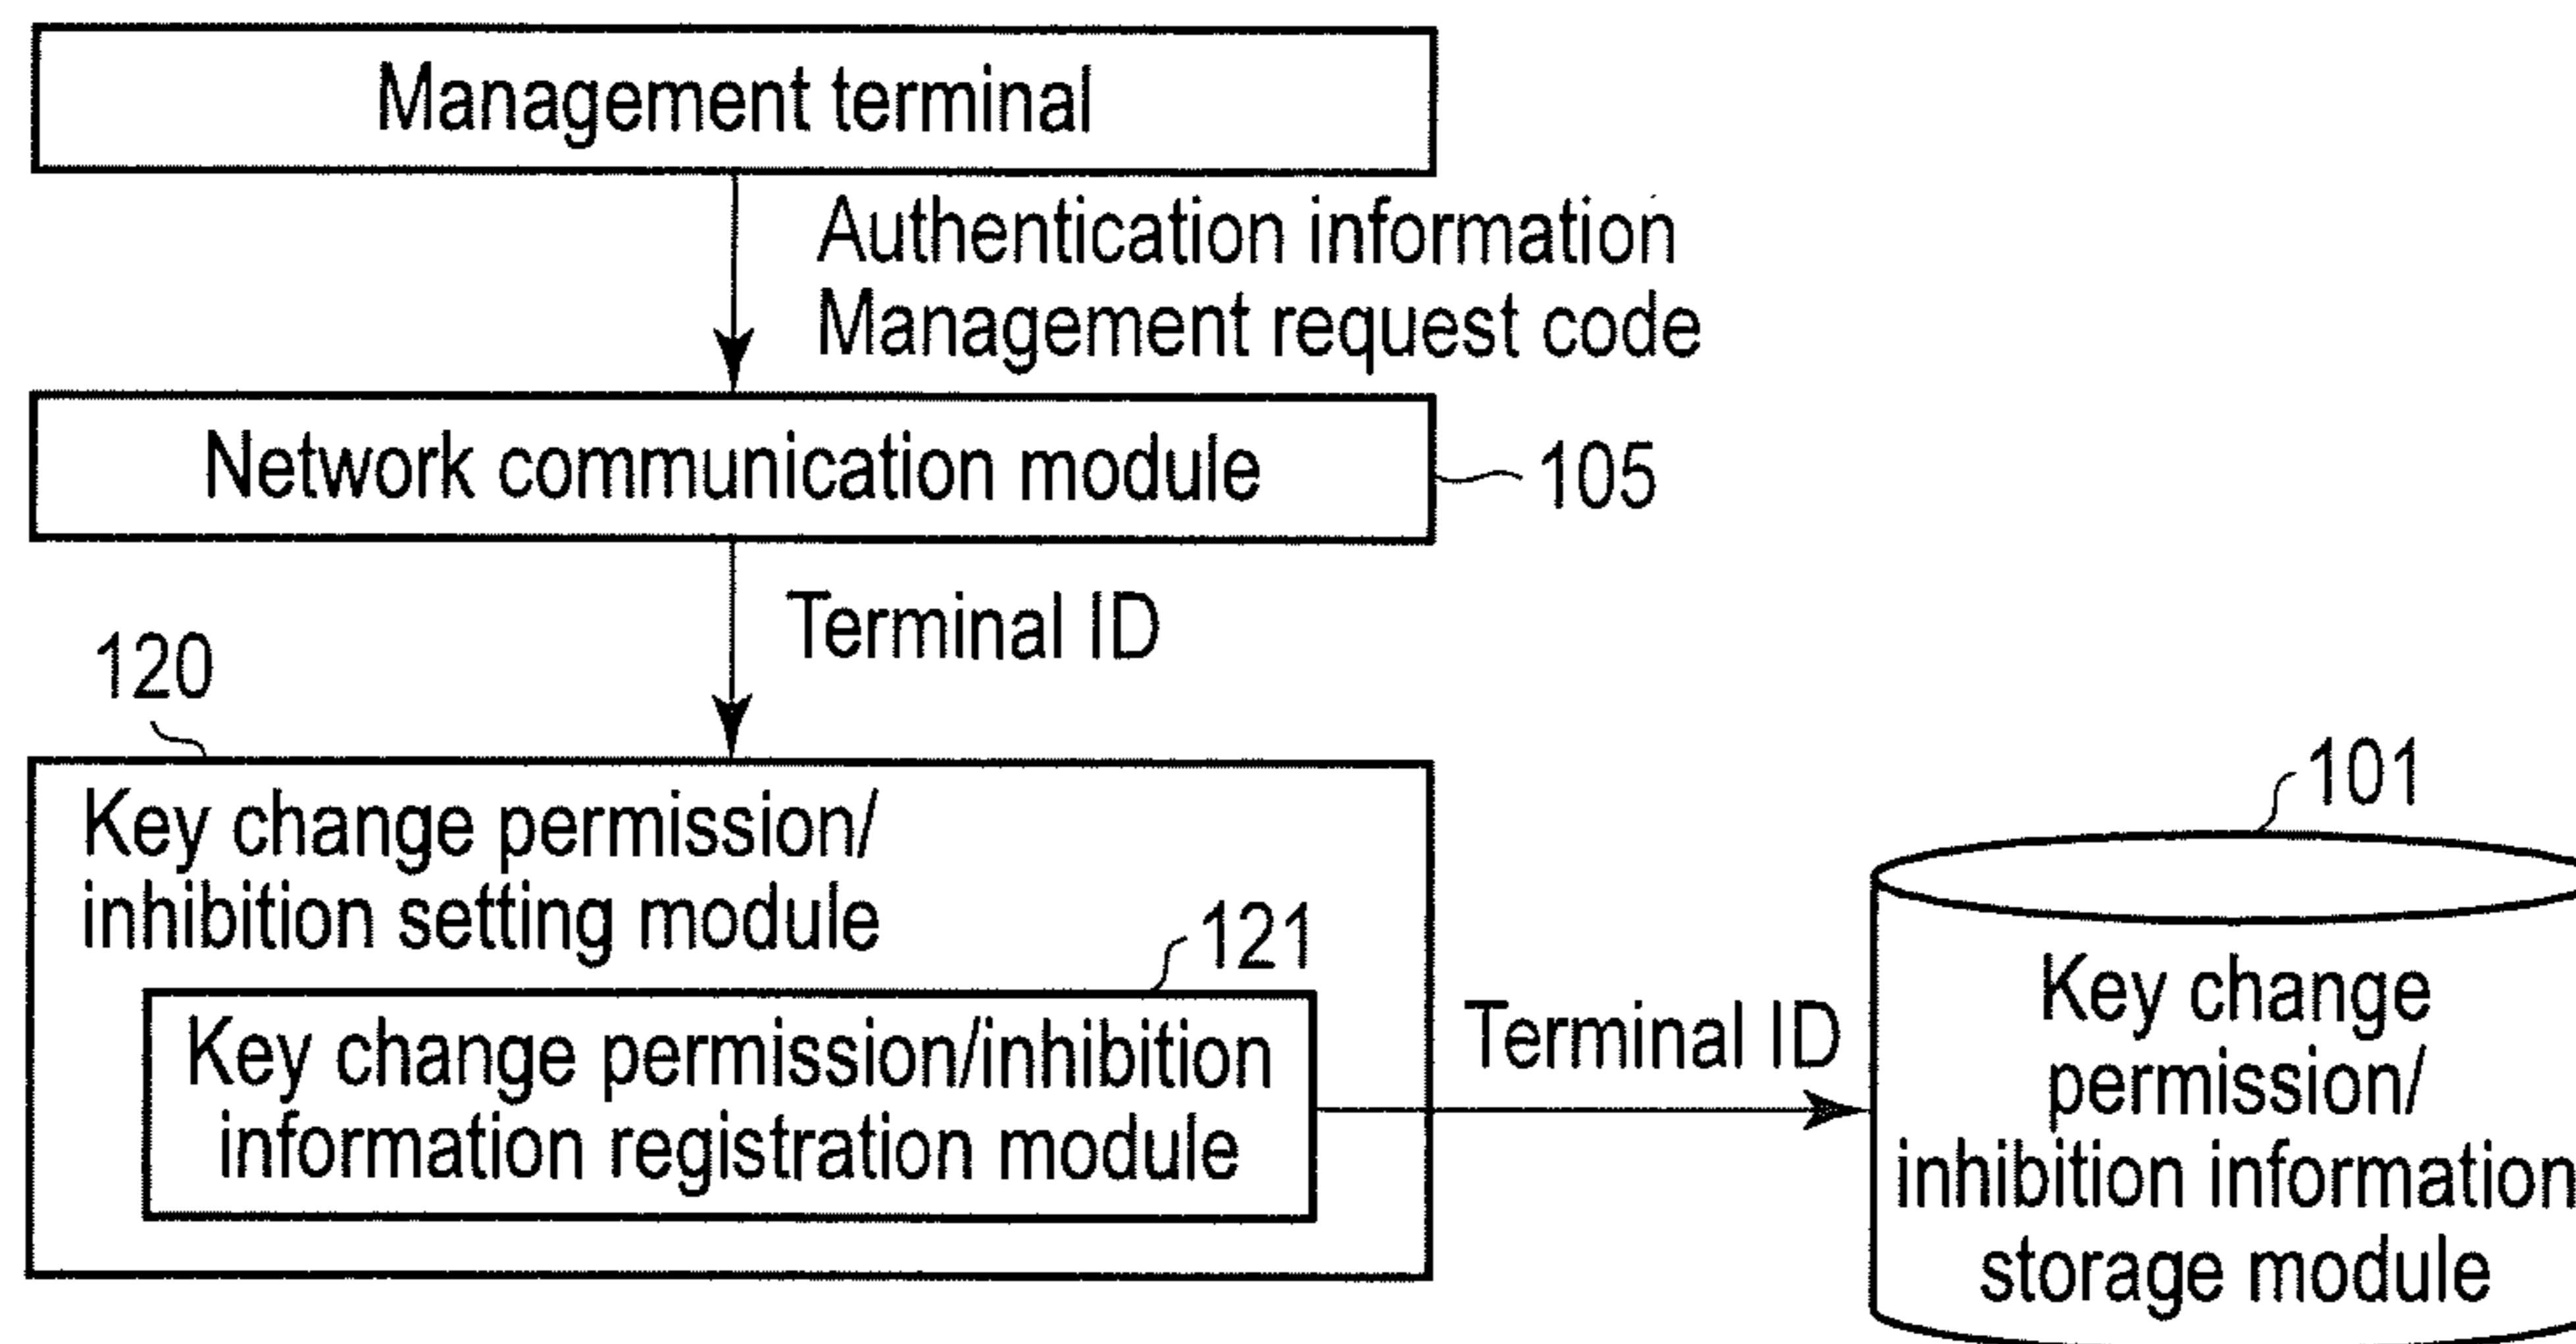 Management terminal
Authentication information
Management request code
Network communication module
105
Terminal ID
120
Key change permission/
inhibition setting module
121
Key change permission/inhibition
information registration module
Terminal ID
101
Key change
permission/
inhibition information
storage module